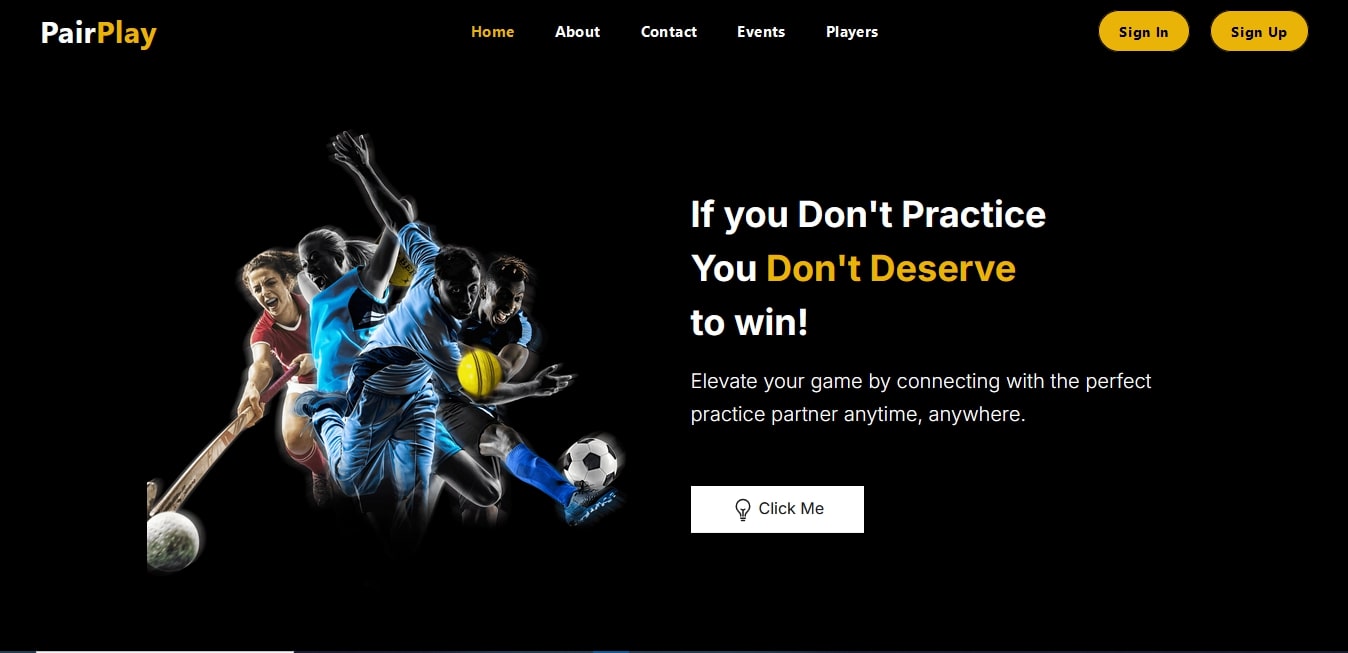 PairPlay
Home About Contact Events Players
Sign In Sign Up
If you Don't Practice
You Don't Deserve
to win!
Elevate your game by connecting with the perfect
practice partner anytime, anywhere.
Click Me